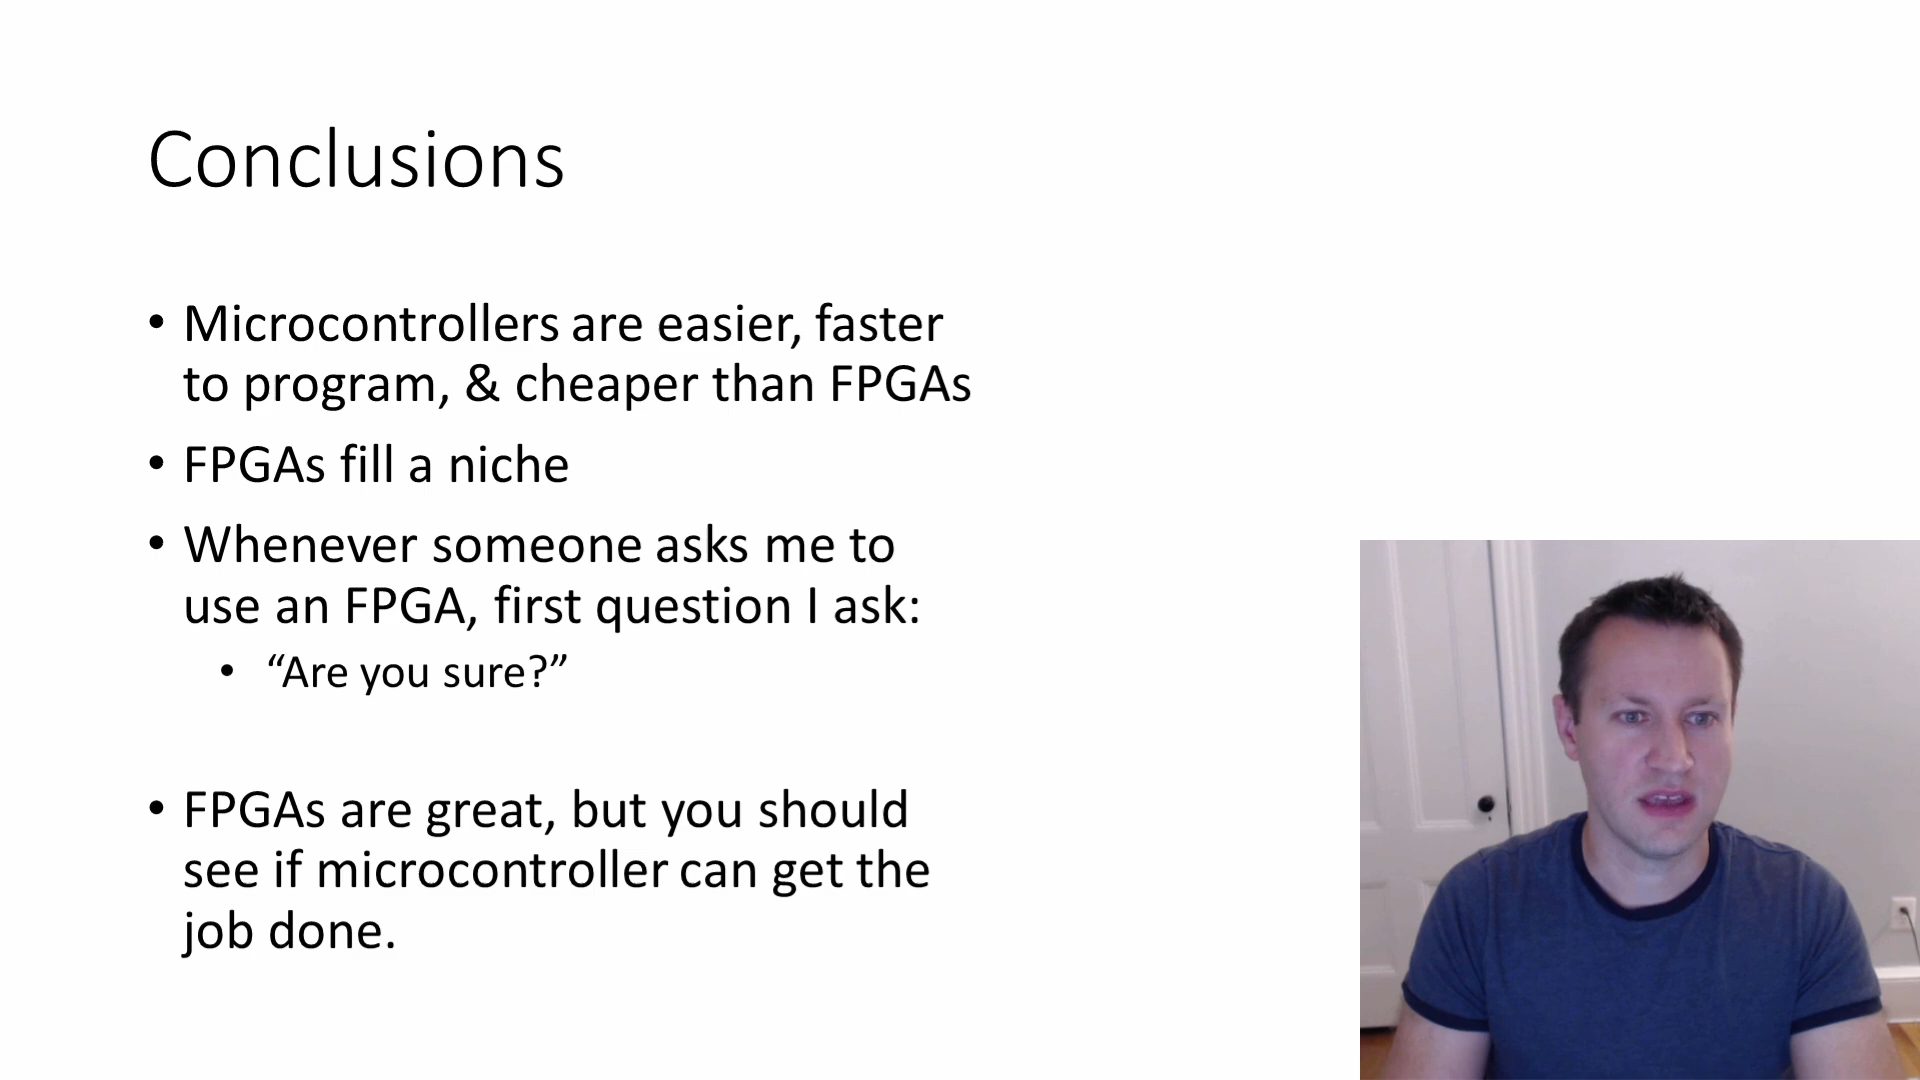 Conclusions
• Microcontrollers are easier, faster
to program, & cheaper than FPGAs
• FPGAs fill a niche
• Whenever someone asks me to
use an FPGA, first question I ask:
• “Are you sure?”
• FPGAs are great, but you should
see if microcontroller can get the
job done.